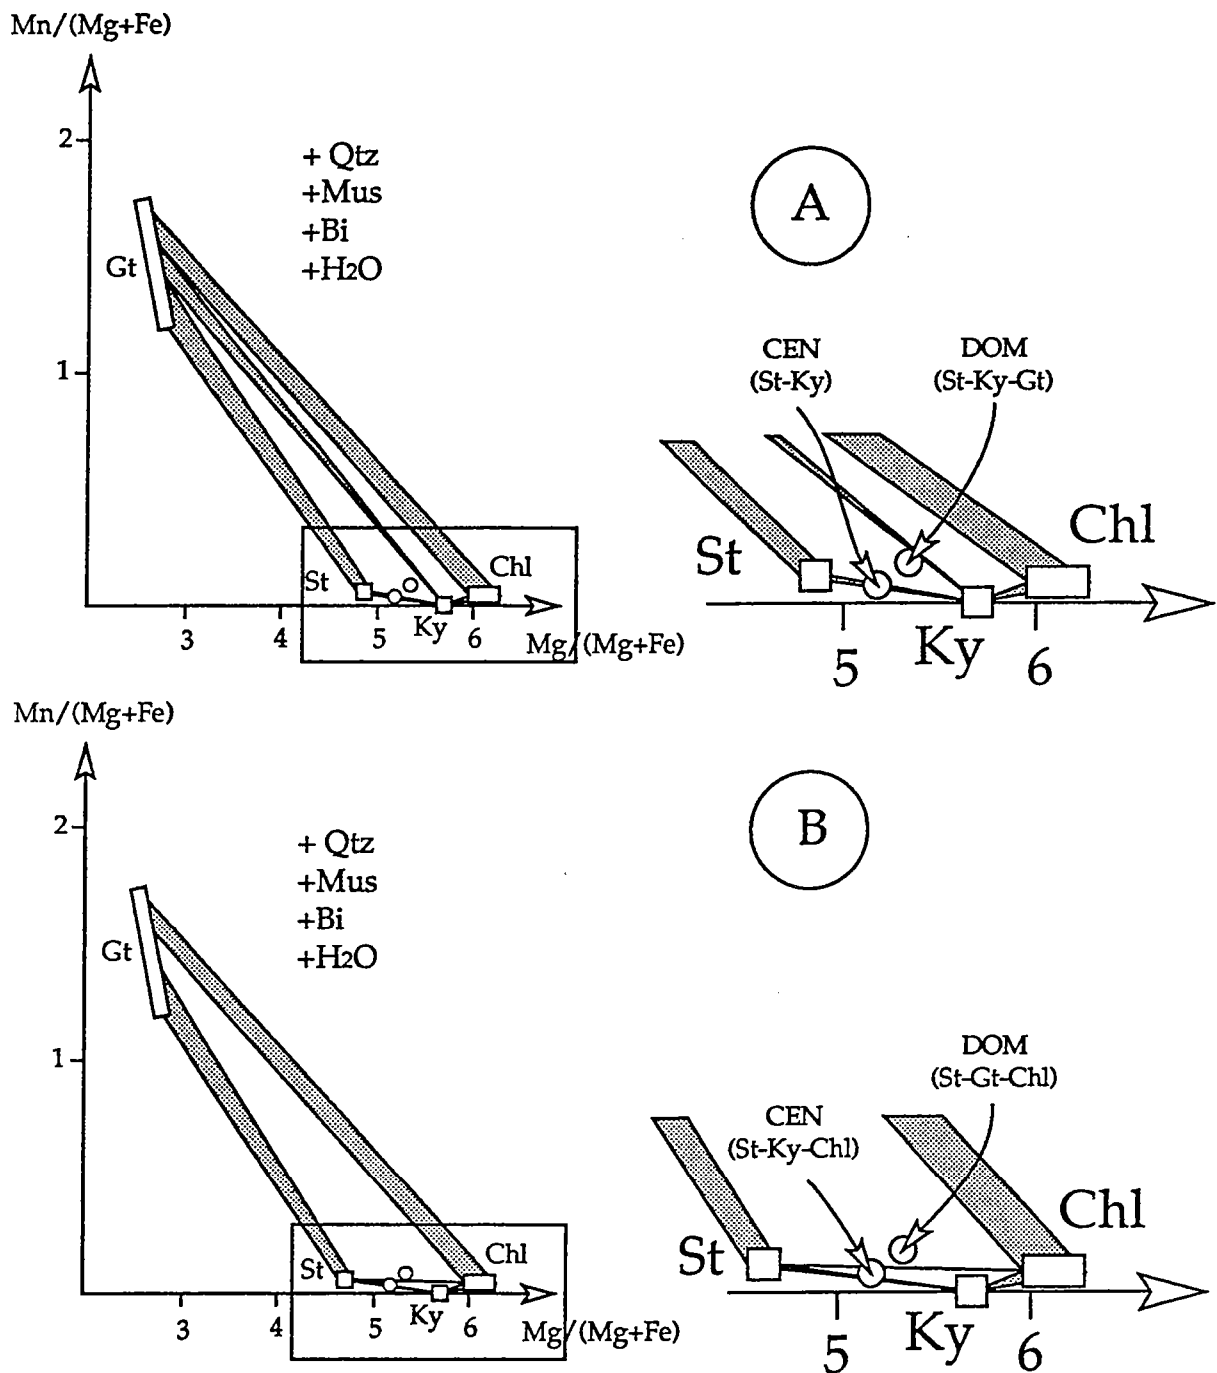 Mn/(Mg+Fe)
2
+ Qtz
+Mus
+Bi
+H2O
A
Gt
1
CEN
(St-Ky)
DOM
(St-Ky-Gt)
St
Chl
Ky
3
4
5
6
Mg/(Mg+Fe)
St
Chl
Ky
5
6
Mn/(Mg+Fe)
2
+ Qtz
+Mus
+Bi
+H2O
B
Gt
1
DOM
(St-Gt-Chl)
CEN
(St-Ky-Chl)
St
Chl
Ky
3
4
5
6
Mg/(Mg+Fe)
St
Chl
Ky
5
6